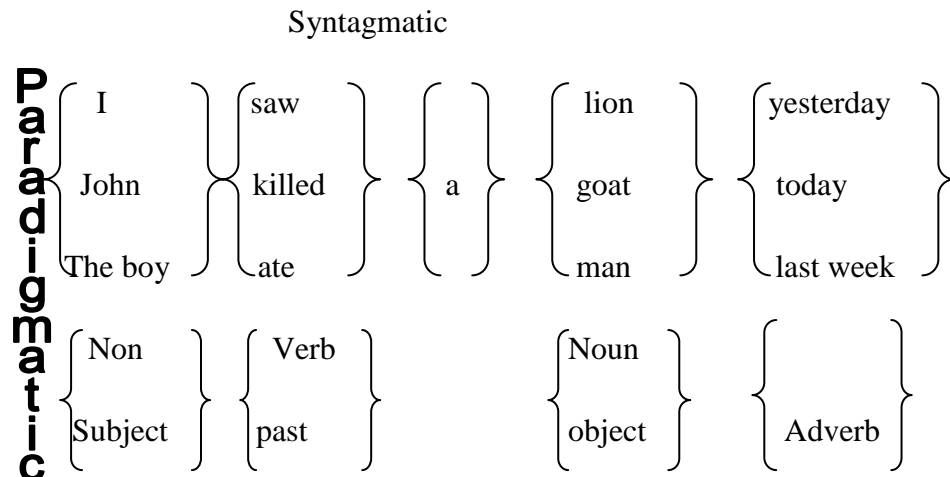 Syntagmatic
Paradigmatic
I saw lion yesterday
John killed a goat today
The boy ate man last week
Non Verb Noun
Subject past object Adverb